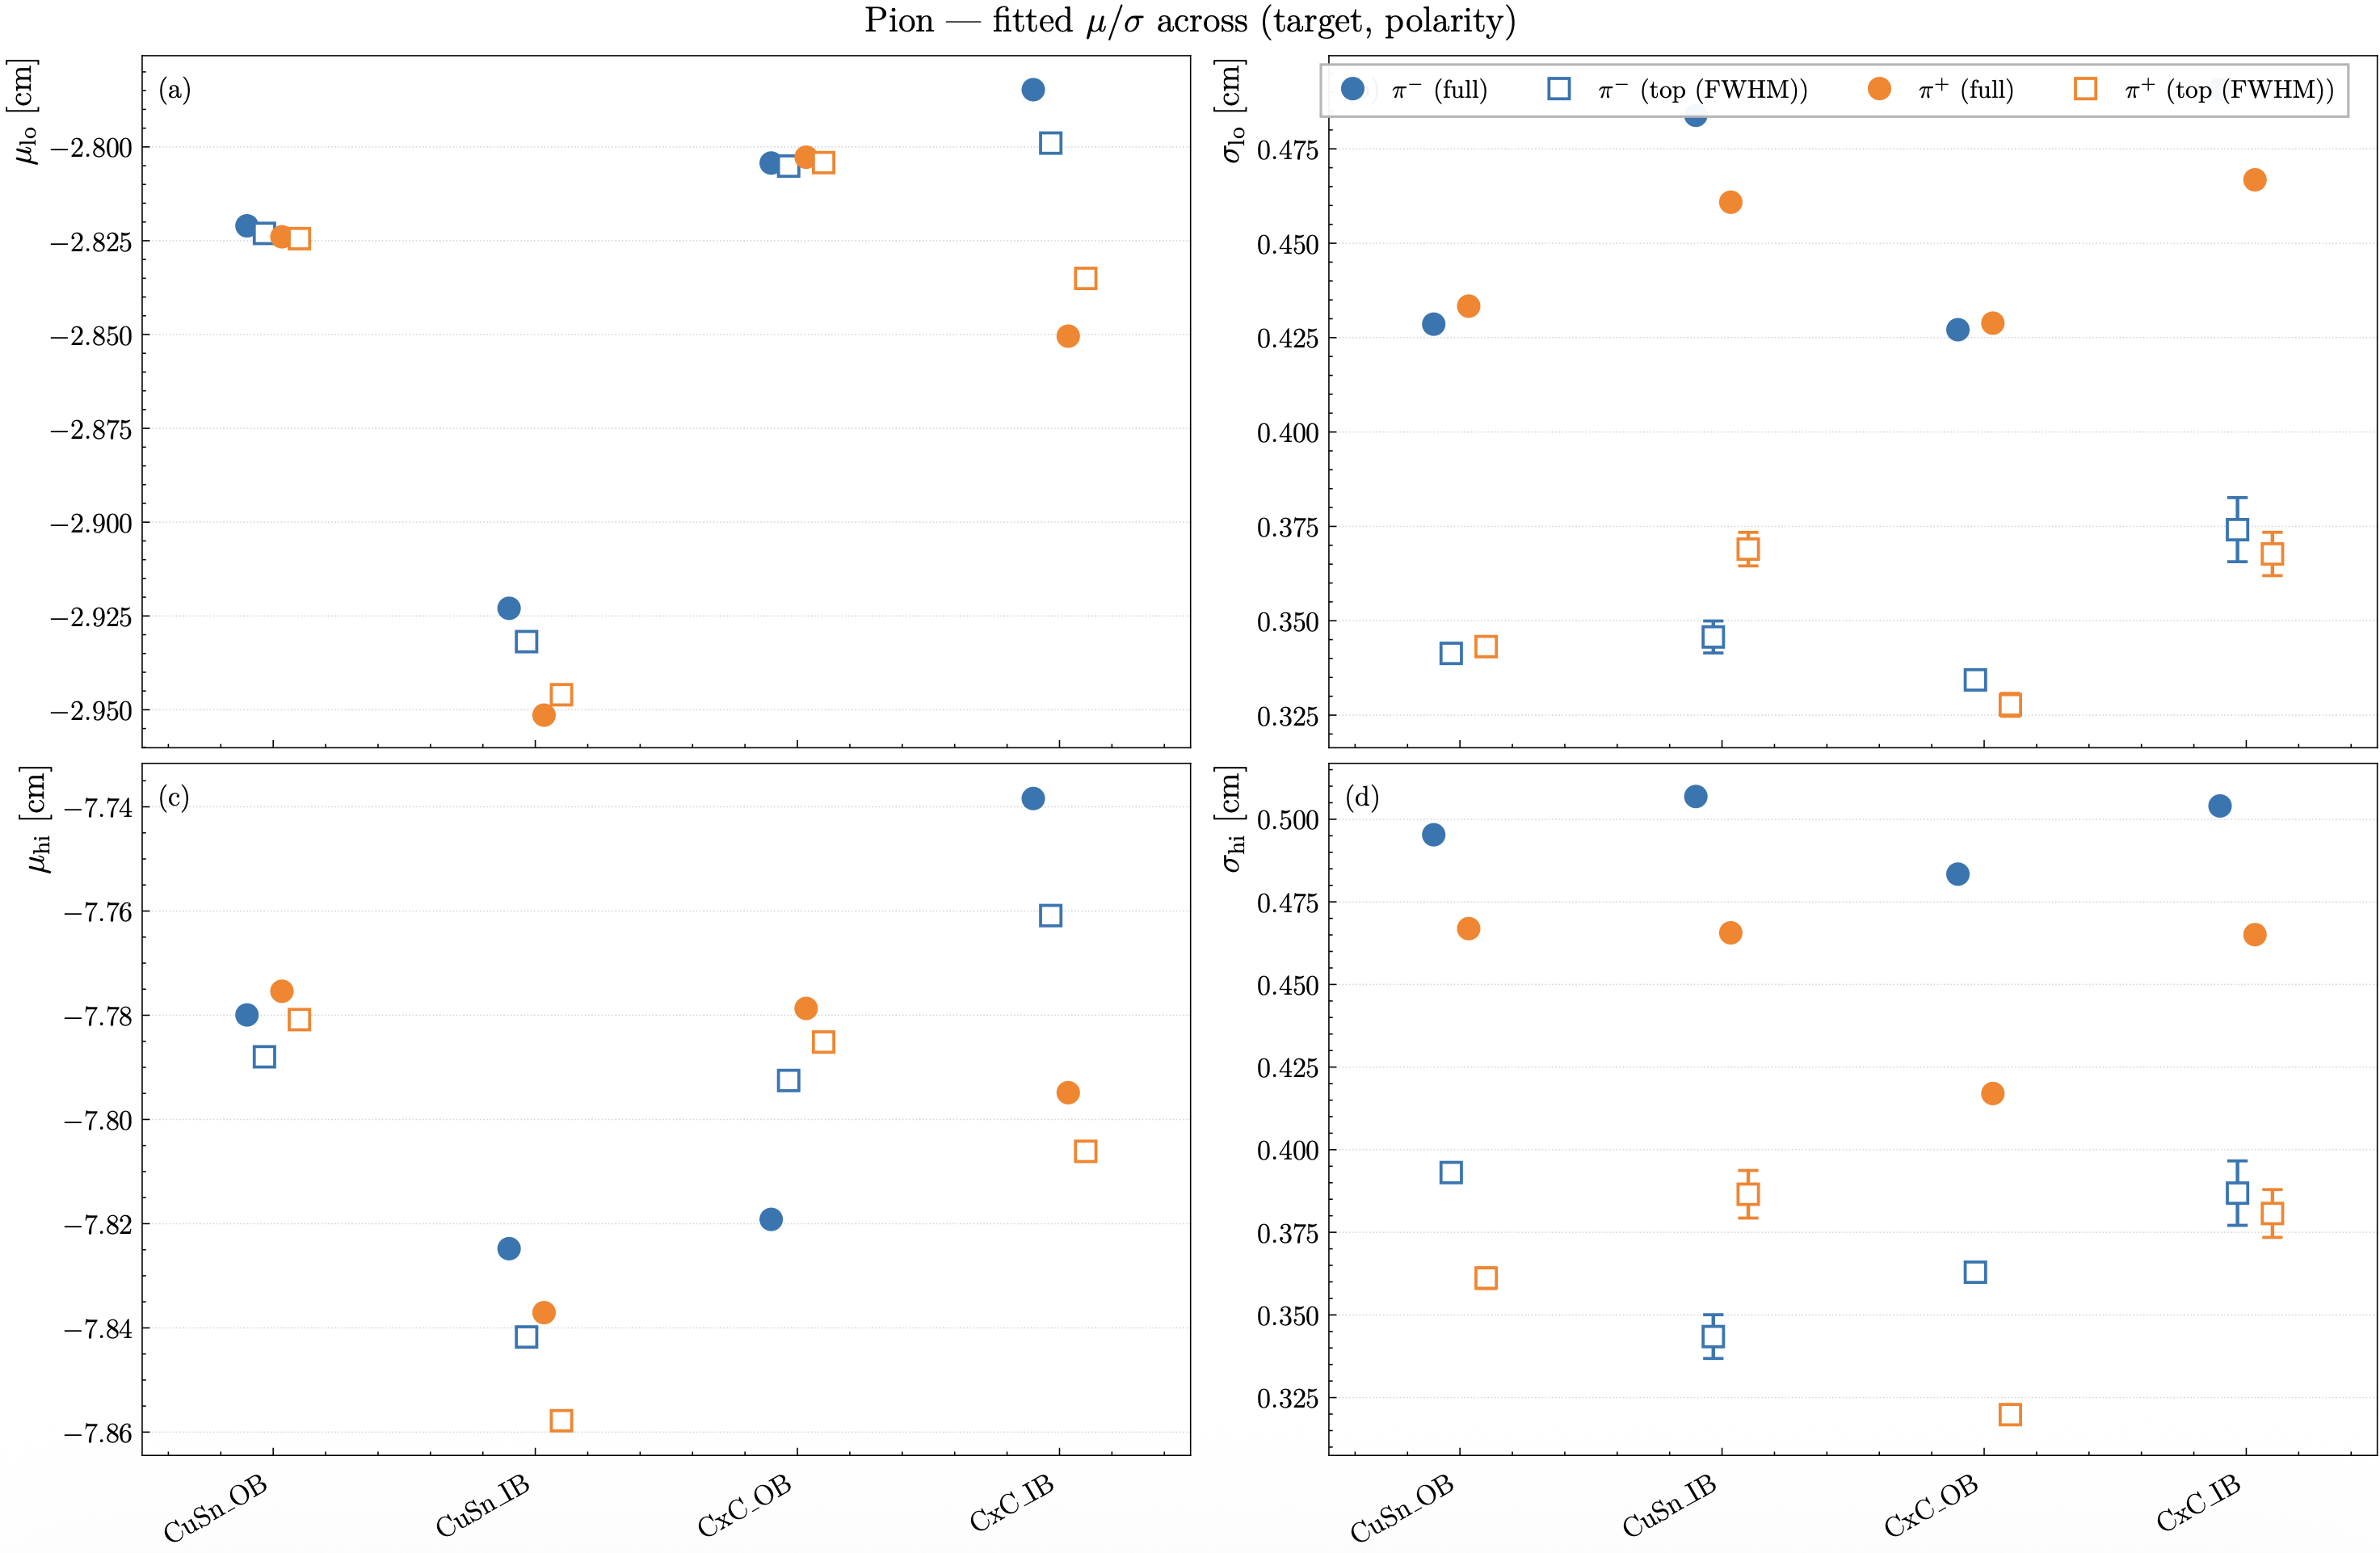 Pion — fitted μ/σ across (target, polarity)
(a)
μ_lo [cm]
−2.800
−2.825
−2.850
−2.875
−2.900
−2.925
−2.950
σ_lo [cm]
π⁻ (full) π⁻ (top (FWHM)) π⁺ (full) π⁺ (top (FWHM))
0.475
0.450
0.425
0.400
0.375
0.350
0.325
(c)
μ_hi [cm]
−7.74
−7.76
−7.78
−7.80
−7.82
−7.84
−7.86
CuSn_OB CuSn_IB CxC_OB CxC_IB
(d)
σ_hi [cm]
0.500
0.475
0.450
0.425
0.400
0.375
0.350
0.325
CuSn_OB CuSn_IB CxC_OB CxC_IB